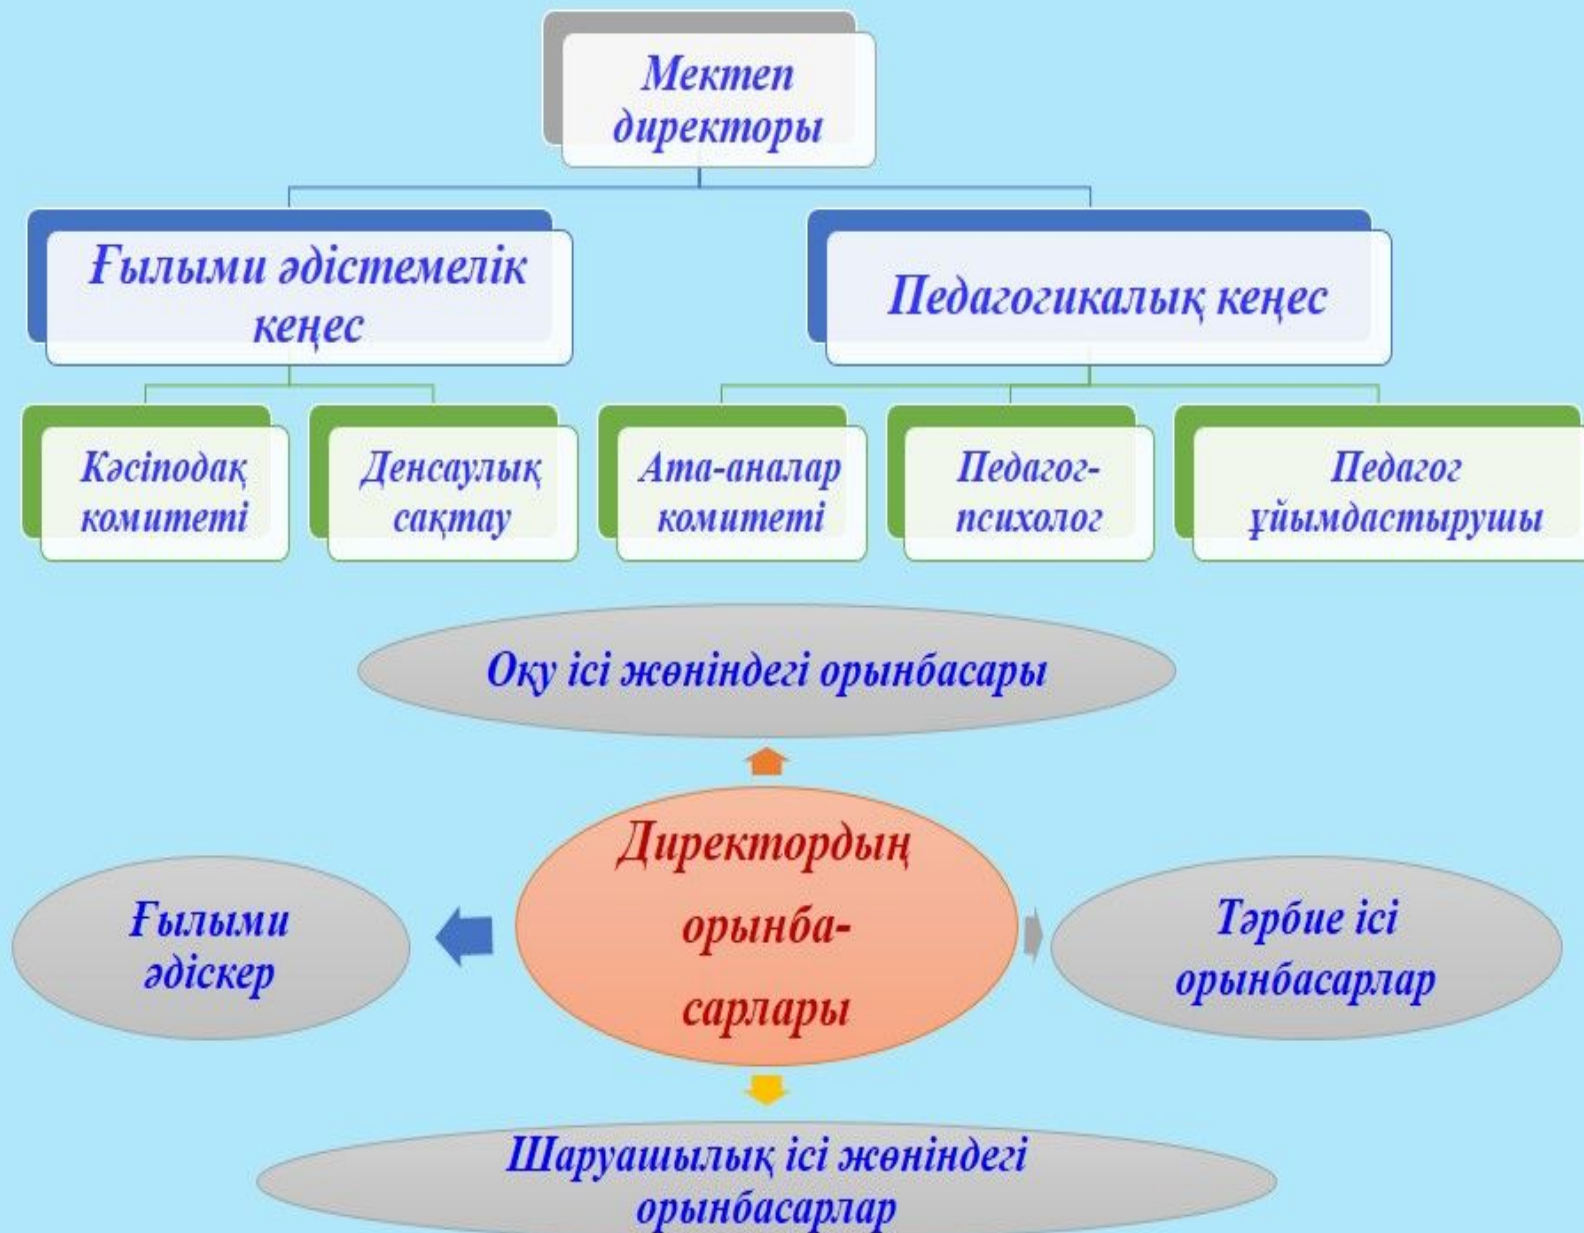 Мектеп
директоры
Ғылыми әдістемелік
кеңес
Педагогикалық кеңес
Кәсіподақ
комитеті
Денсаулық
сақтау
Ата-аналар
комитеті
Педагог-
психолог
Педагог
ұйымдастырушы
Оқу ісі жөніндегі орынбасары
Директордың
орынба-
сарлары
Ғылыми
әдіскер
Тәрбие ісі
орынбасарлар
Шаруашылық ісі жөніндегі
орынбасарлар